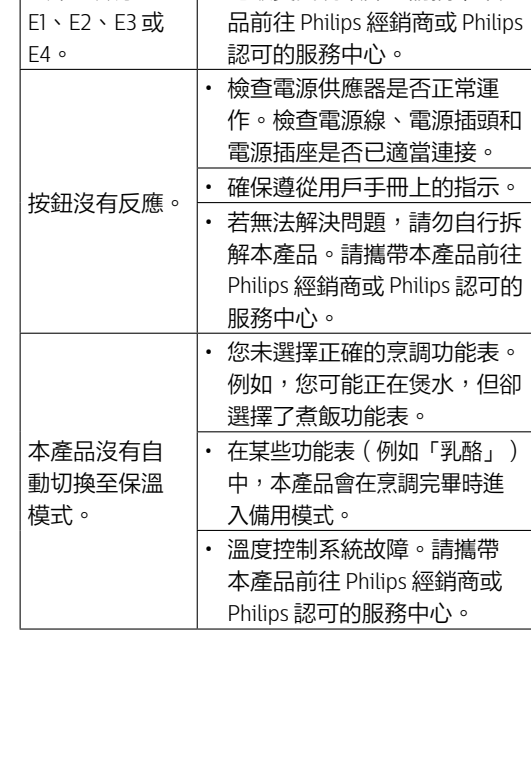 E1、E2、E3 或
E4。
品前往 Philips 經銷商或 Philips
認可的服務中心。
按鈕沒有反應。
• 檢查電源供應器是否正常運
作。檢查電源線、電源插頭和
電源插座是否已適當連接。
• 確保遵從用戶手冊上的指示。
• 若無法解決問題，請勿自行拆
解本產品。請攜帶本產品前往
Philips 經銷商或 Philips 認可的
服務中心。
本產品沒有自
動切換至保溫
模式。
• 您未選擇正確的烹調功能表。
例如，您可能正在煲水，但卻
選擇了煮飯功能表。
• 在某些功能表（例如「乳酪」）
中，本產品會在烹調完畢時進
入備用模式。
• 溫度控制系統故障。請攜帶
本產品前往 Philips 經銷商或
Philips 認可的服務中心。